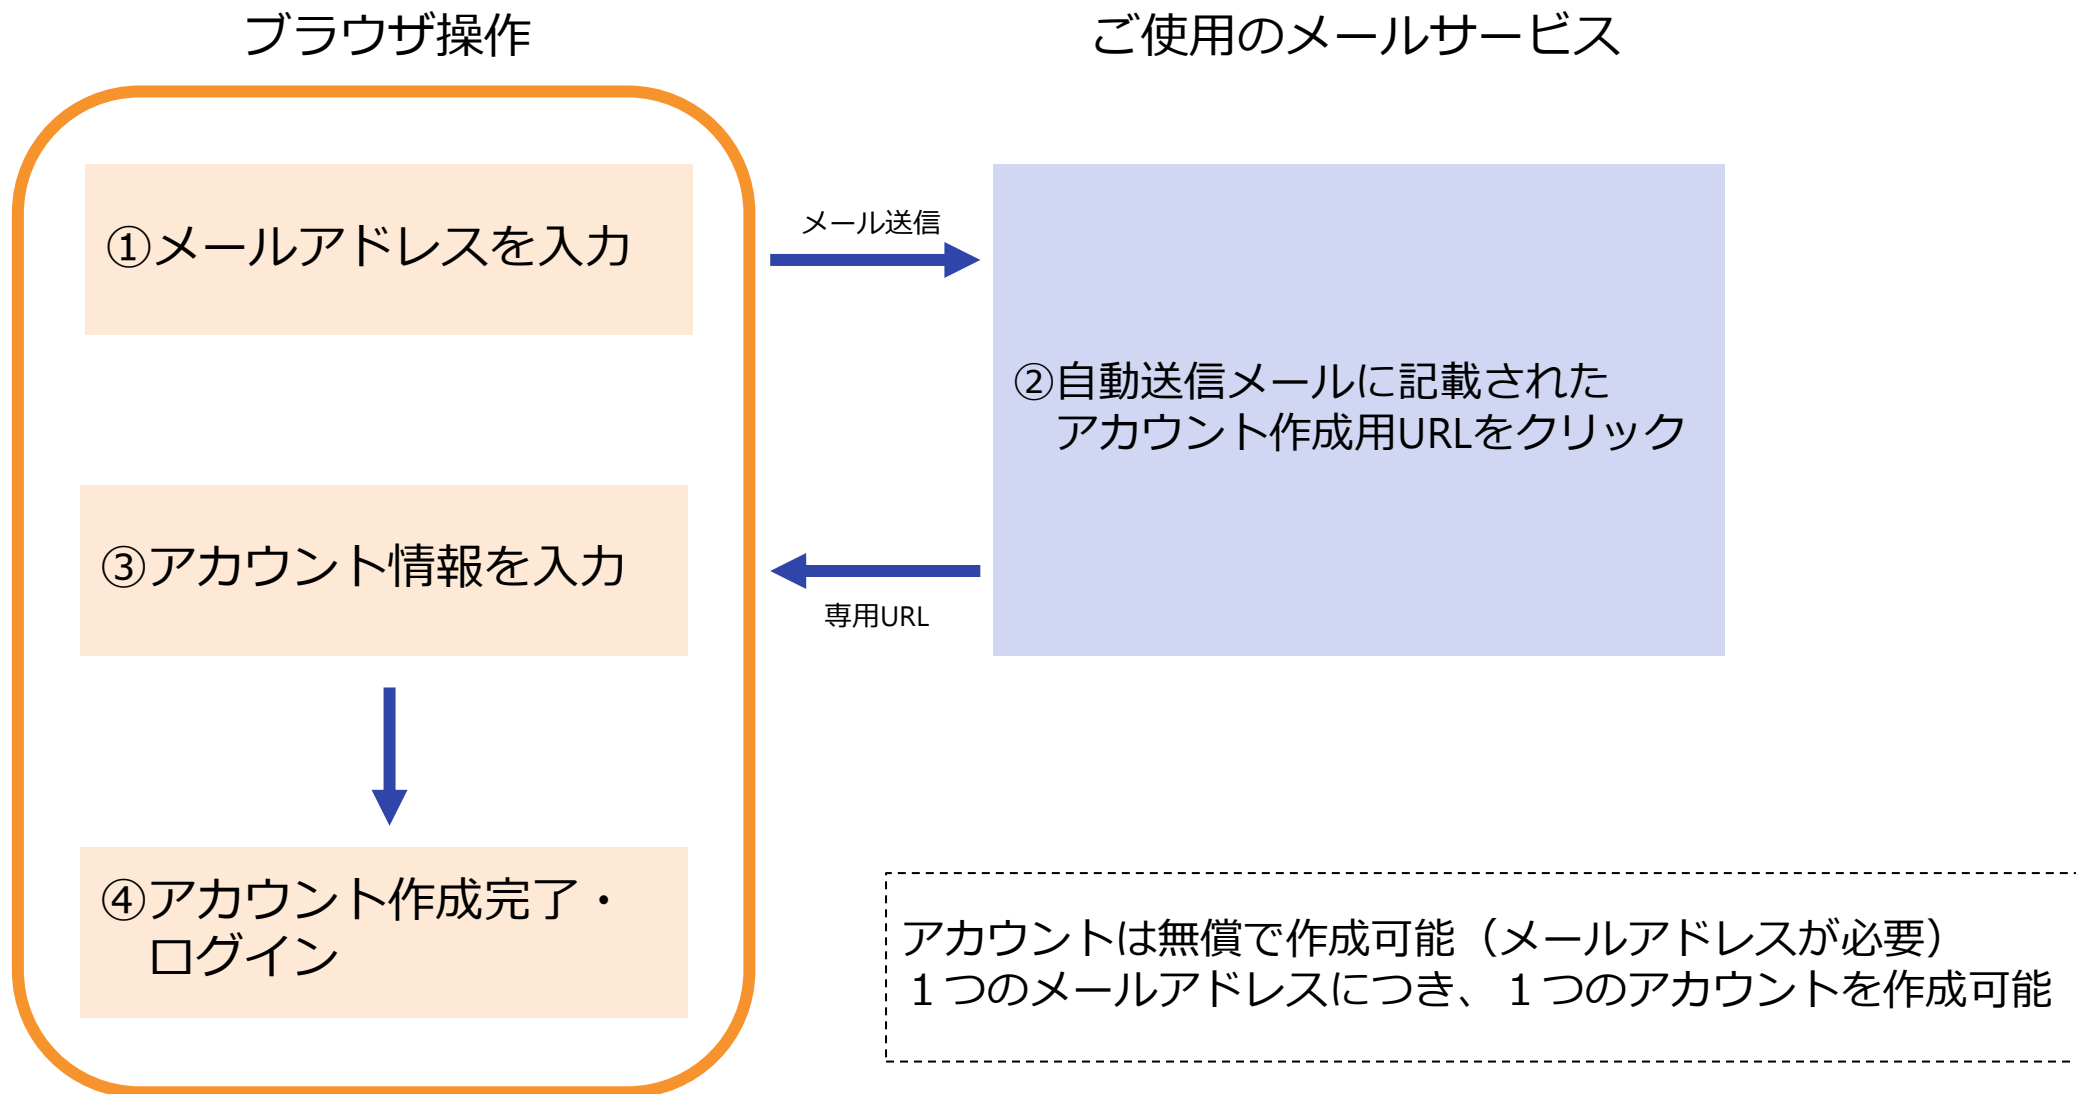 ブラウザ操作
ご使用のメールサービス
①メールアドレスを入力
メール送信
②自動送信メールに記載された
アカウント作成用URLをクリック
③アカウント情報を入力
専用URL
④アカウント作成完了・
ログイン
アカウントは無償で作成可能（メールアドレスが必要）
１つのメールアドレスにつき、１つのアカウントを作成可能